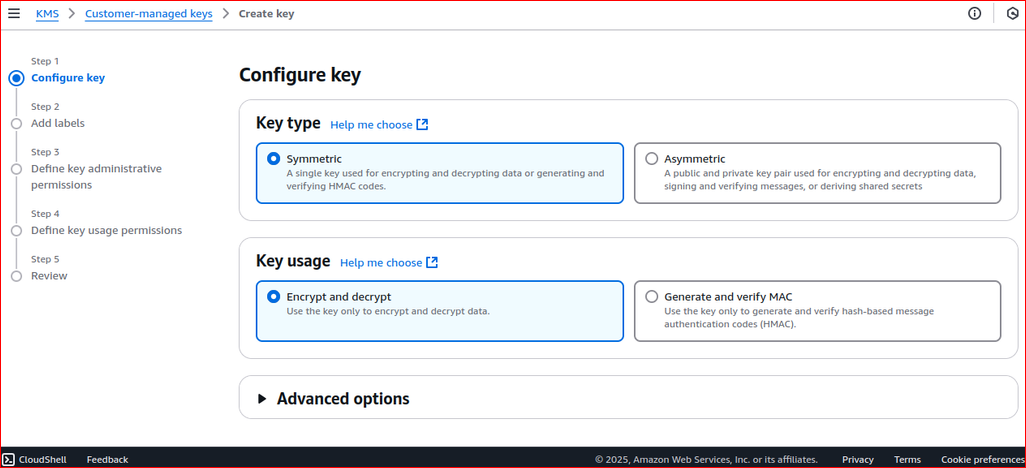 KMS > Customer-managed keys > Create key
Step 1
Configure key
Step 2
Add labels
Step 3
Define key administrative
permissions
Step 4
Define key usage permissions
Step 5
Review
Configure key
Key type Help me choose
Symmetric
A single key used for encrypting and decrypting data or generating and
verifying HMAC codes.
Asymmetric
A public and private key pair used for encrypting and decrypting data,
signing and verifying messages, or deriving shared secrets
Key usage Help me choose
Encrypt and decrypt
Use the key only to encrypt and decrypt data.
Generate and verify MAC
Use the key only to generate and verify hash-based message
authentication codes (HMAC).
Advanced options
CloudShell Feedback © 2025, Amazon Web Services, Inc. or its affiliates. Privacy Terms Cookie preferences